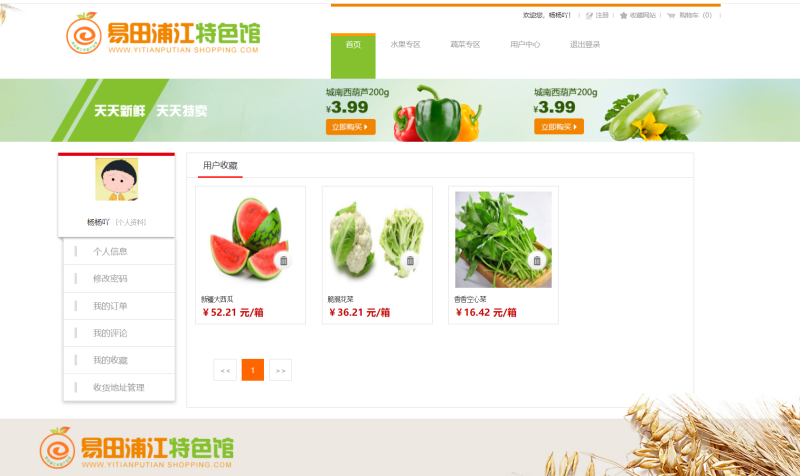 易田浦江特色馆
WWW.YITIANPUTIAN SHOPPING.COM
欢迎您，杨杨吖！ | 注册 | 收藏网站 | 购物车（0） |
首页 水果专区 蔬菜专区 用户中心 退出登录
天天新鲜 天天特卖
城南西葫芦200g
¥3.99
立即购买
城南西葫芦200g
¥3.99
立即购买
杨杨吖 [个人资料]
个人信息
修改密码
我的订单
我的评论
我的收藏
收货地址管理
用户收藏
新疆大西瓜
¥ 52.21 元/箱
脆脆花菜
¥ 36.21 元/箱
香香空心菜
¥ 16.42 元/箱
<< 1 >>
易田浦江特色馆
WWW.YITIANPUTIAN SHOPPING.COM